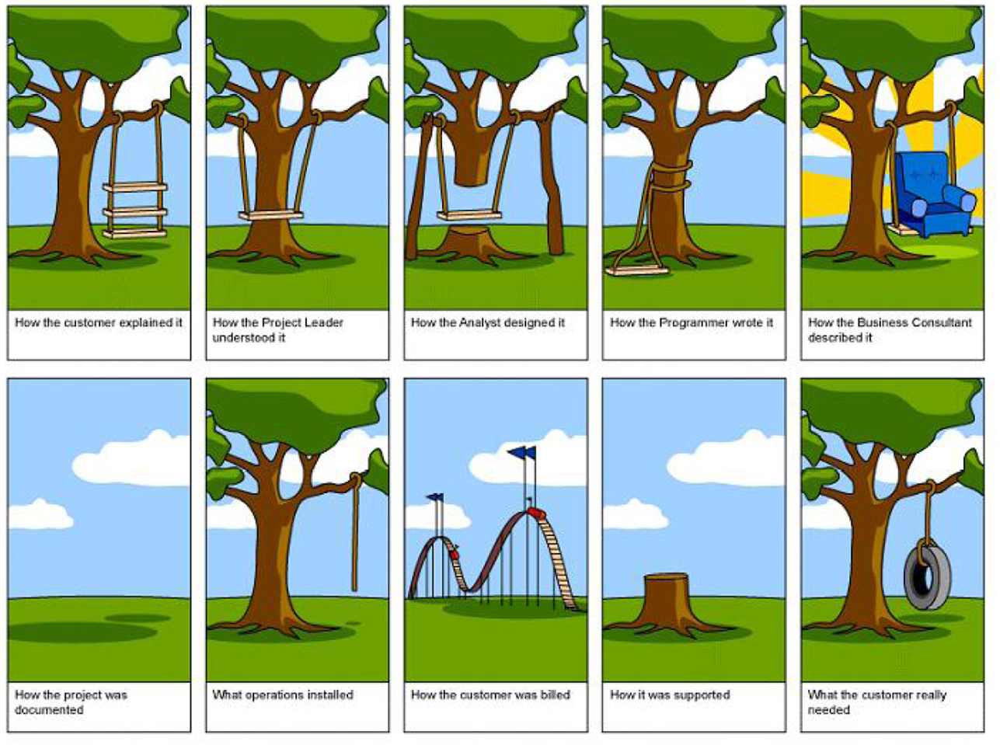 How the customer explained it
How the Project Leader
understood it
How the Analyst designed it
How the Programmer wrote it
How the Business Consultant
described it
How the project was
documented
What operations installed
How the customer was billed
How it was supported
What the customer really
needed